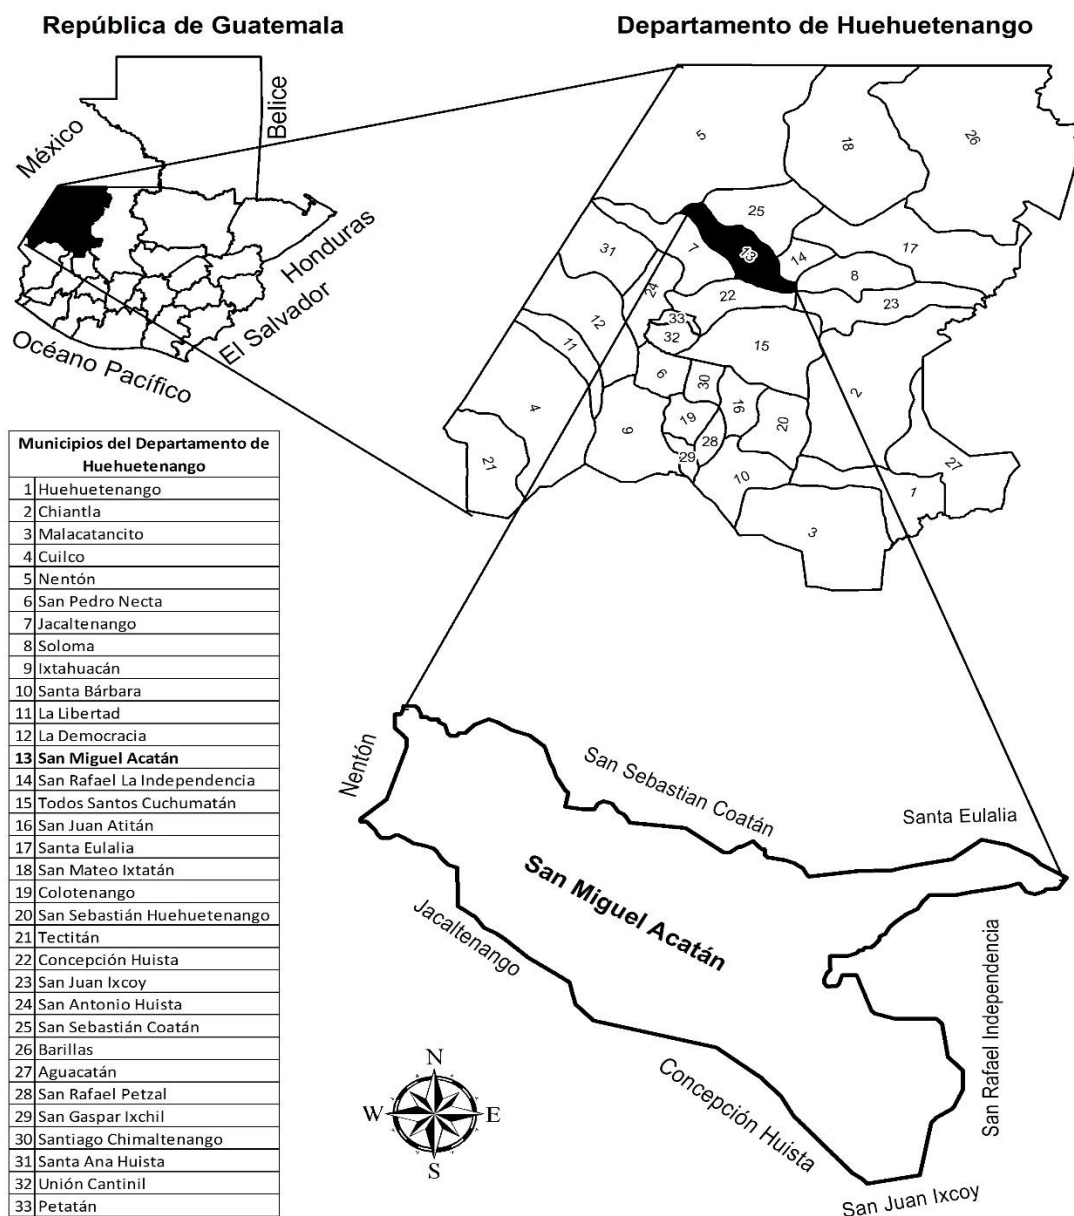 República de Guatemala
Departamento de Huehuetenango
México
Belice
Honduras
El Salvador
Océano Pacífico
5
18
26
25
17
31
7
13
14
8
24
22
23
33
32
12
15
11
6
30
2
4
16
19
20
9
28
29
21
10
27
1
3
Municipios del Departamento de
Huehuetenango
1 Huehuetenango
2 Chiantla
3 Malacatancito
4 Cuilco
5 Nentón
6 San Pedro Necta
7 Jacaltenango
8 Soloma
9 Ixtahuacán
10 Santa Bárbara
11 La Libertad
12 La Democracia
13 San Miguel Acatán
14 San Rafael La Independencia
15 Todos Santos Cuchumatán
16 San Juan Atitán
17 Santa Eulalia
18 San Mateo Ixtatán
19 Colotenango
20 San Sebastián Huehuetenango
21 Tectitán
22 Concepción Huista
23 San Juan Ixcoy
24 San Antonio Huista
25 San Sebastián Coatán
26 Barillas
27 Aguacatán
28 San Rafael Petzal
29 San Gaspar Ixchil
30 Santiago Chimaltenango
31 Santa Ana Huista
32 Unión Cantinil
33 Petatán
Nentón
San Sebastian Coatán
Santa Eulalia
San Miguel Acatán
Jacaltenango
San Rafael Independencia
Concepción Huista
San Juan Ixcoy
N
W
E
S